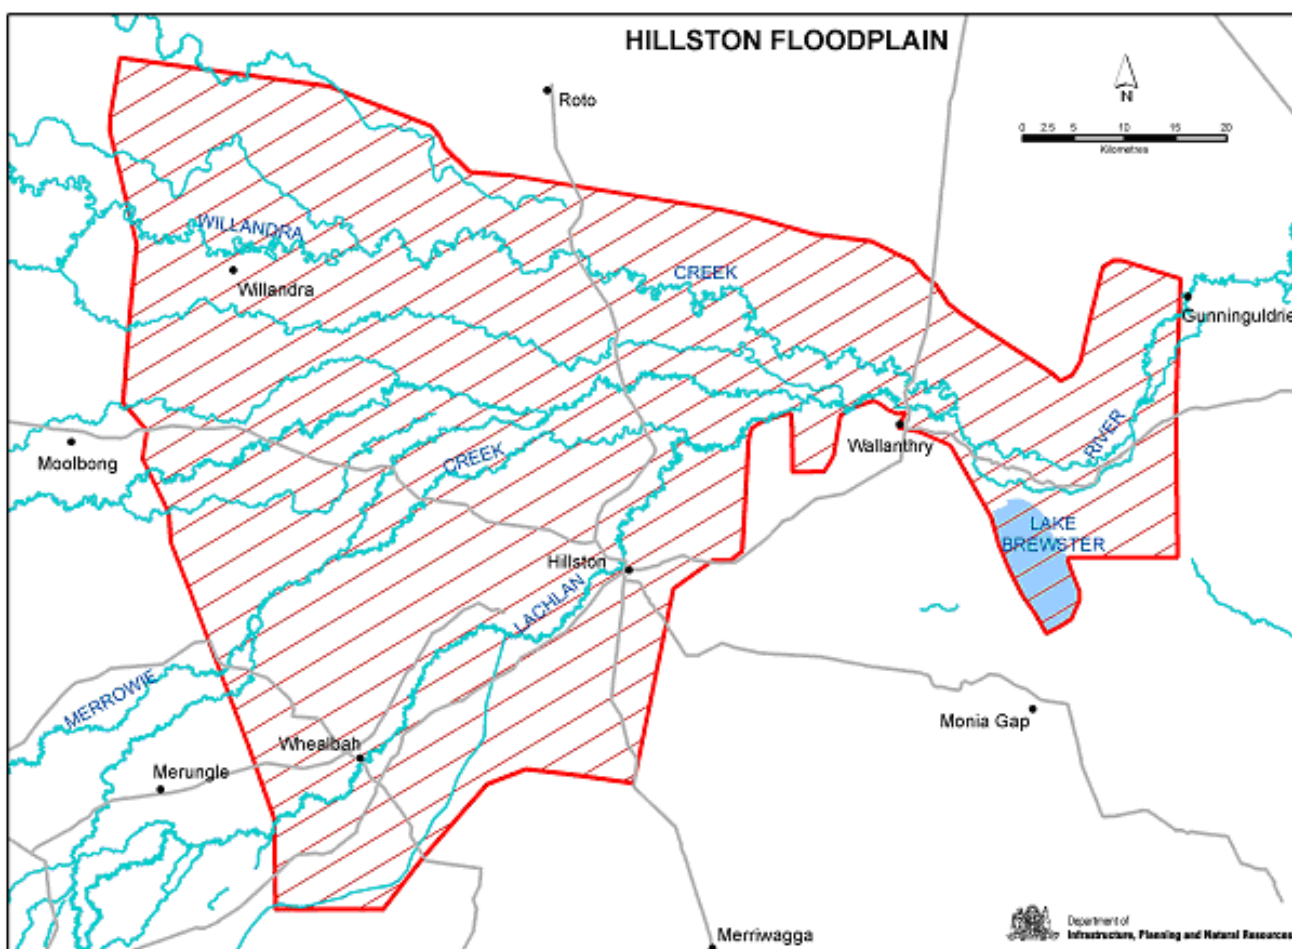 HILLSTON FLOODPLAIN
N
0 2.5 5 10 15 20
Kilometres
Roto
WILLANDRA
CREEK
Willandra
Gunninguldrie
RIVER
Wallanthry
Moolbong
CREEK
LAKE
BREWSTER
Hillston
LACHLAN
MERROWIE
Monia Gap
Whealbah
Merungle
Merriwagga
Department of
Infrastructure, Planning and Natural Resources